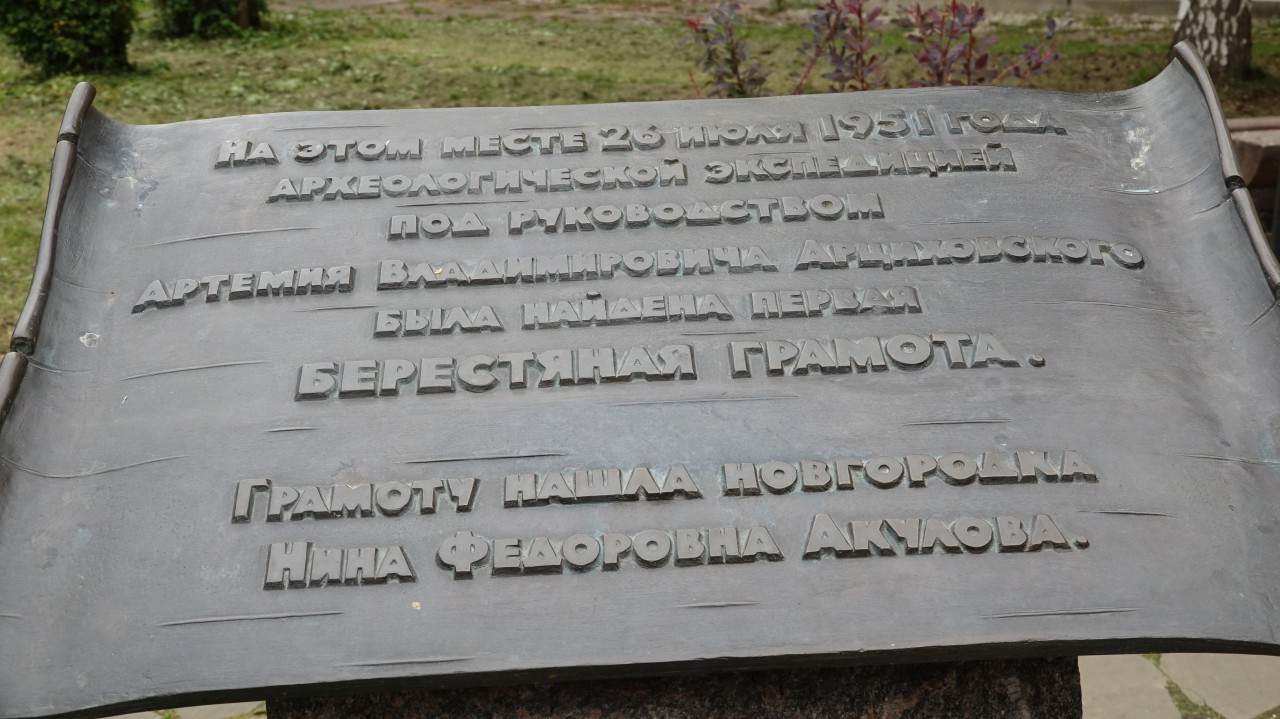 На этом месте 26 июля 1951 года
археологической экспедицией
под руководством
Артемия Владимировича Арциховского
была найдена первая
берестяная грамота.
Грамоту нашла новгородка
Нина Федоровна Акулова.